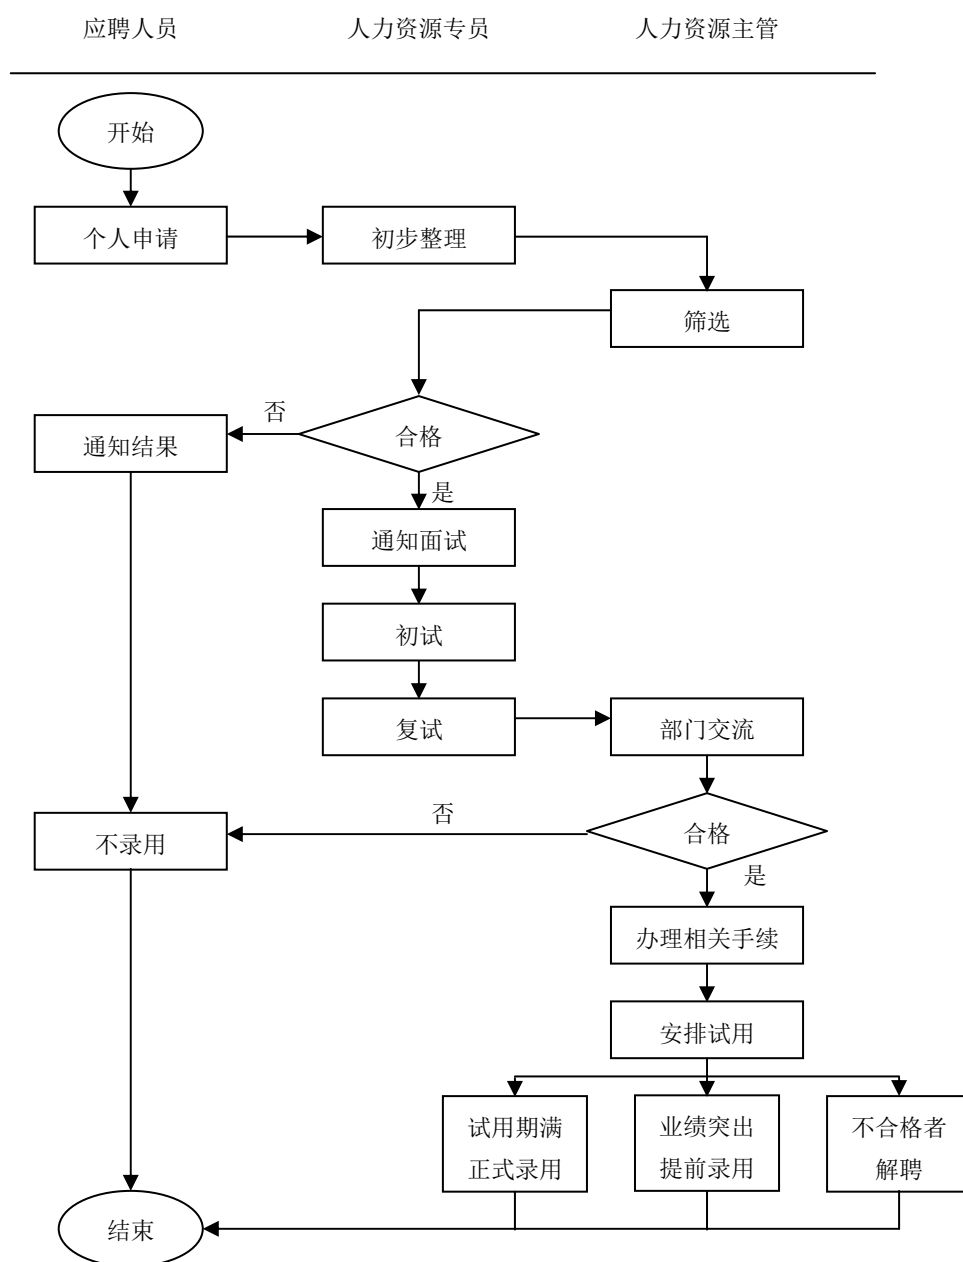 应聘人员
人力资源专员
人力资源主管
开始
个人申请
初步整理
筛选
否
合格
通知结果
是
通知面试
初试
复试
部门交流
否
合格
不录用
是
办理相关手续
安排试用
试用期满
正式录用
业绩突出
提前录用
不合格者
解聘
结束